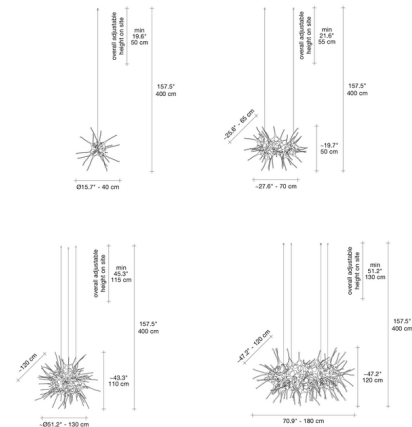 overall adjustable
height on site
min
19.6"
50 cm
157.5"
400 cm
Ø15.7" - 40 cm
overall adjustable
height on site
min
21.6"
55 cm
157.5"
400 cm
~25.6" - 65 cm
~19.7"
50 cm
~27.6" - 70 cm
overall adjustable
height on site
min
45.3"
115 cm
157.5"
400 cm
~120 cm
~43.3"
110 cm
~Ø51.2" - 130 cm
overall adjustable
height on site
min
51.2"
130 cm
157.5"
400 cm
~47.2" - 120 cm
~47.2"
120 cm
70.9" - 180 cm